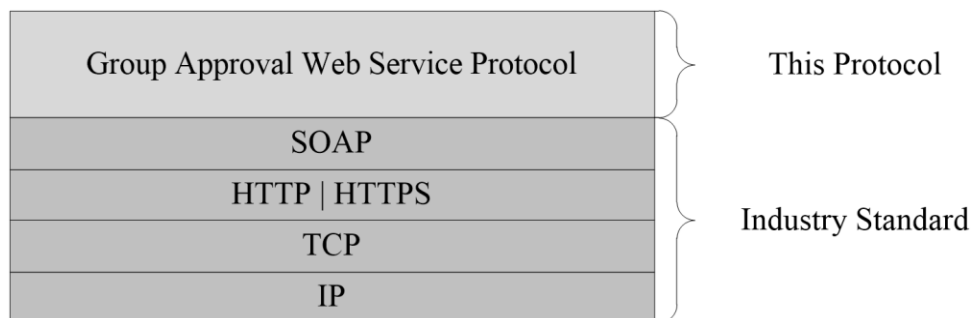 Group Approval Web Service Protocol
This Protocol
SOAP
HTTP | HTTPS
TCP
IP
Industry Standard